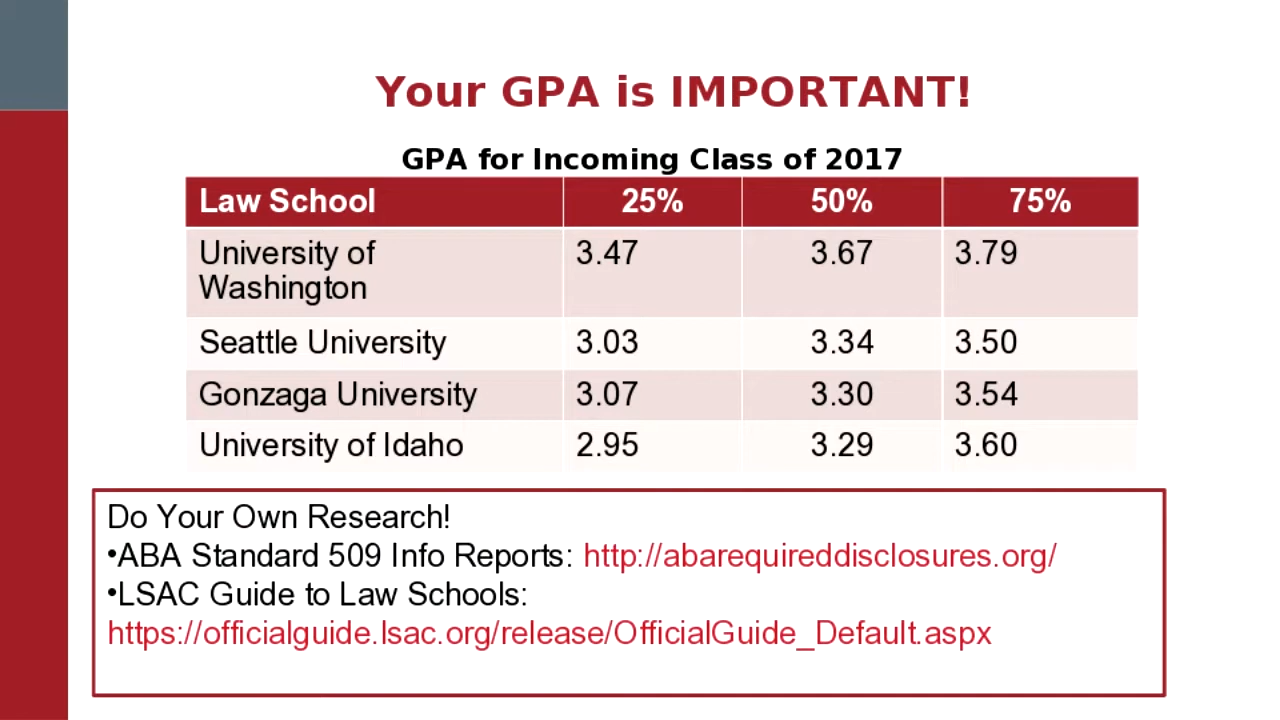 Your GPA is IMPORTANT!
GPA for Incoming Class of 2017
Law School 25% 50% 75%
University of
Washington 3.47 3.67 3.79
Seattle University 3.03 3.34 3.50
Gonzaga University 3.07 3.30 3.54
University of Idaho 2.95 3.29 3.60
Do Your Own Research!
•ABA Standard 509 Info Reports: http://abarequireddisclosures.org/
•LSAC Guide to Law Schools:
https://officialguide.lsac.org/release/OfficialGuide_Default.aspx